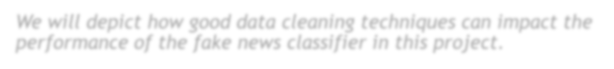 We will depict how good data cleaning techniques can impact the
performance of the fake news classifier in this project.